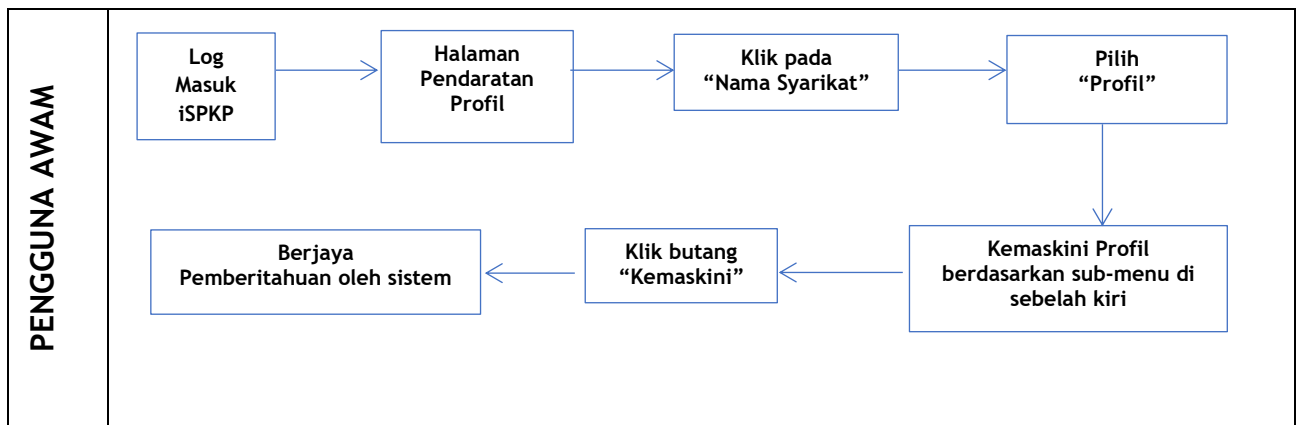 PENGGUNA AWAM
Log
Masuk
iSPKP
Halaman
Pendaratan
Profil
Klik pada
“Nama Syarikat”
Pilih
“Profil”
Kemaskini Profil
berdasarkan sub-menu di
sebelah kiri
Klik butang
“Kemaskini”
Berjaya
Pemberitahuan oleh sistem